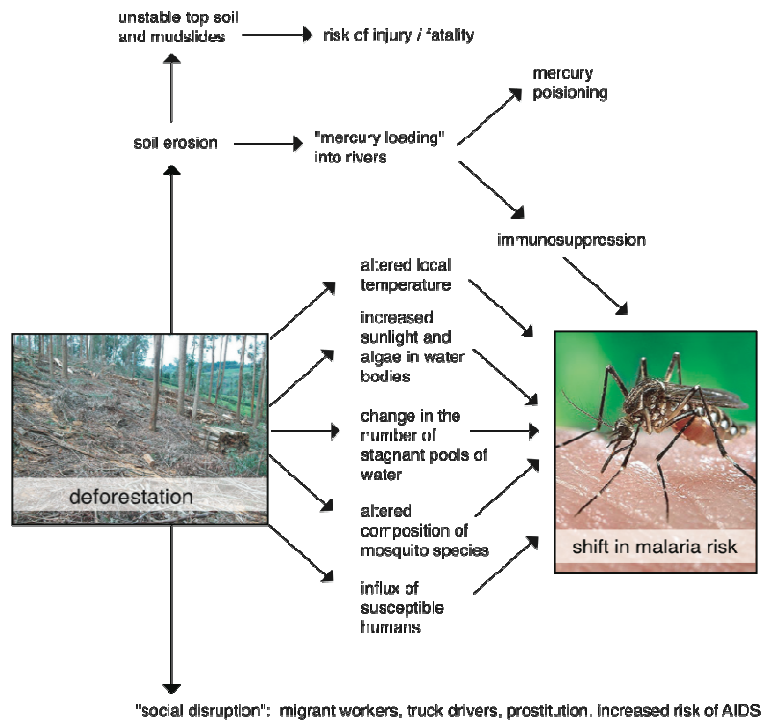 unstable top soil
and mudslides
risk of injury / fatality
mercury
poisioning
soil erosion
"mercury loading"
into rivers
immunosuppression
altered local
temperature
increased
sunlight and
algae in water
bodies
change in the
number of
stagnant pools of
water
deforestation
altered
composition of
mosquito species
shift in malaria risk
influx of
susceptible
humans
"social disruption": migrant workers, truck drivers, prostitution, increased risk of AIDS